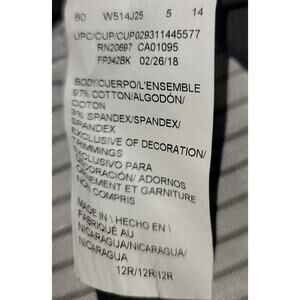 80 W514J25 5 14
UPC/CUP/CUP029311445577
RN20697 CA01095
FP342BK 02/26/18
BODY/CUERPO/L'ENSEMBLE
97% COTTON/ALGODÓN/
COTON
3% SPANDEX/SPANDEX/
SPANDEX
EXCLUSIVE OF DECORATION/
TRIMMINGS
EXCLUSIVO PARA
DECORACIÓN/ ADORNOS
ORNEMENT ET GARNITURE
NON COMPRIS
MADE IN \ HECHO EN \
FABRIQUÉ AU
NICARAGUA/NICARAGUA/
NICARAGUA
12R/12R/12R